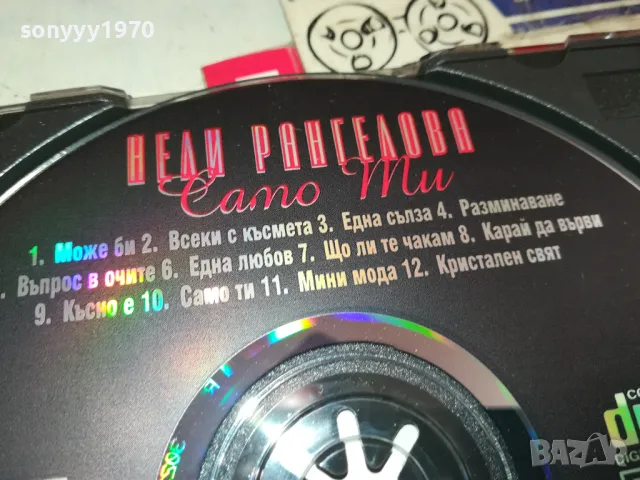 sonyyy1970
НЕЛИ РАНГЕЛОВА
Само Ти
1. Може би 2. Всеки с късмета 3. Една сълза 4. Разминаване
. Въпрос в очите 6. Една любов 7. Що ли те чакам 8. Карай да върви
9. Късно е 10. Само ти 11. Мини мода 12. Кристален свят
BAZAR